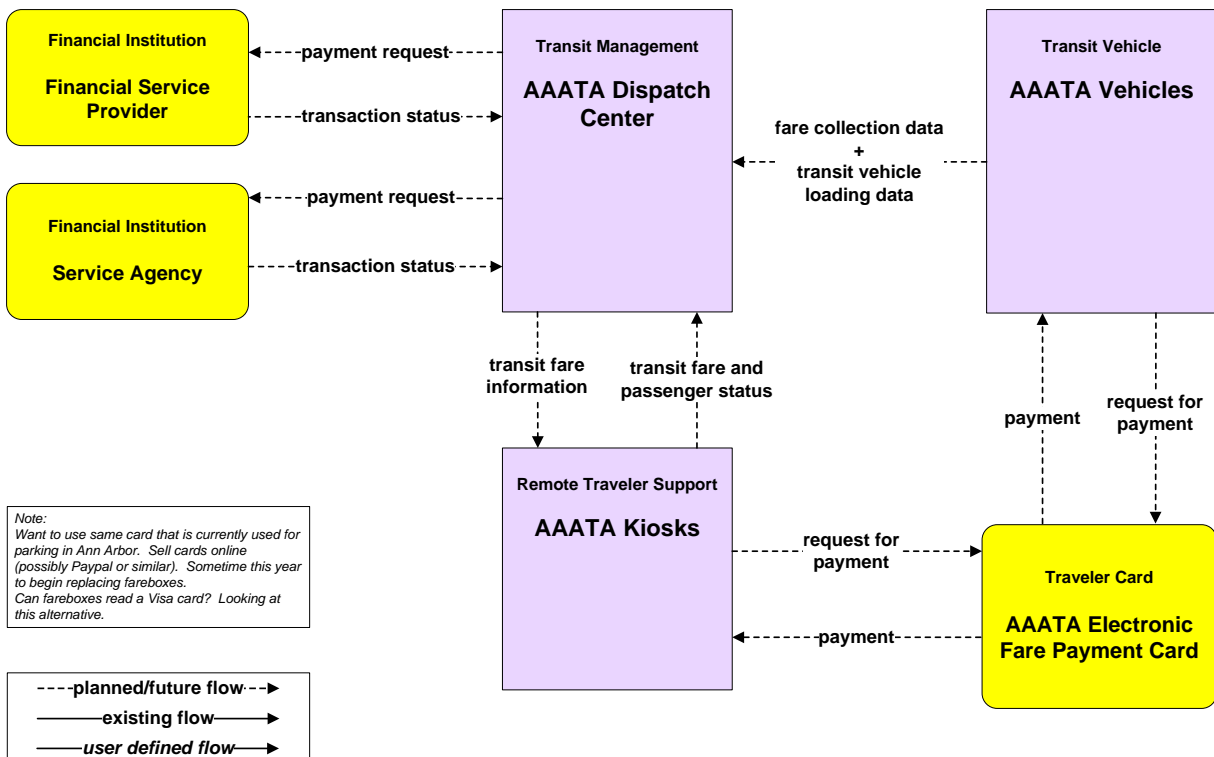 Financial Institution
Financial Service
Provider
payment request
transaction status
Transit Management
AAATA Dispatch
Center
Transit Vehicle
AAATA Vehicles
fare collection data
+
transit vehicle
loading data
Financial Institution
Service Agency
payment request
transaction status
transit fare
information
transit fare and
passenger status
payment
request for
payment
Remote Traveler Support
AAATA Kiosks
request for
payment
payment
Traveler Card
AAATA Electronic
Fare Payment Card
Note:
Want to use same card that is currently used for
parking in Ann Arbor. Sell cards online
(possibly Paypal or similar). Sometime this year
to begin replacing fareboxes.
Can fareboxes read a Visa card? Looking at
this alternative.
planned/future flow
existing flow
user defined flow